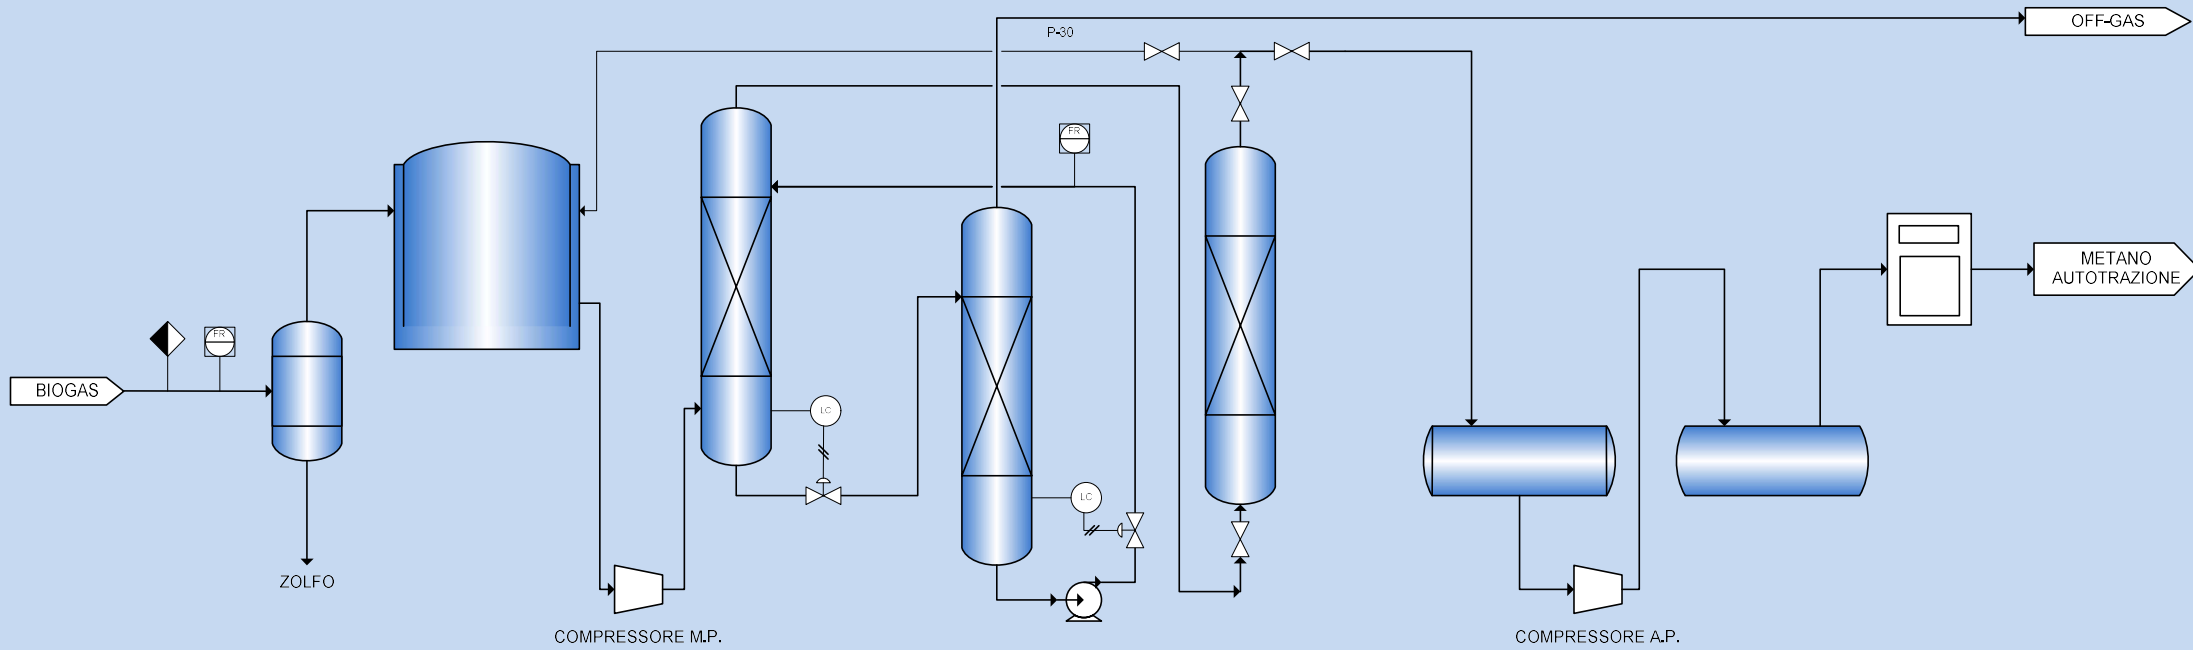 OFF-GAS
P-30
FR
METANO
AUTOTRAZIONE
FR
BIOGAS
LC
LC
ZOLFO
COMPRESSORE M.P.
COMPRESSORE A.P.